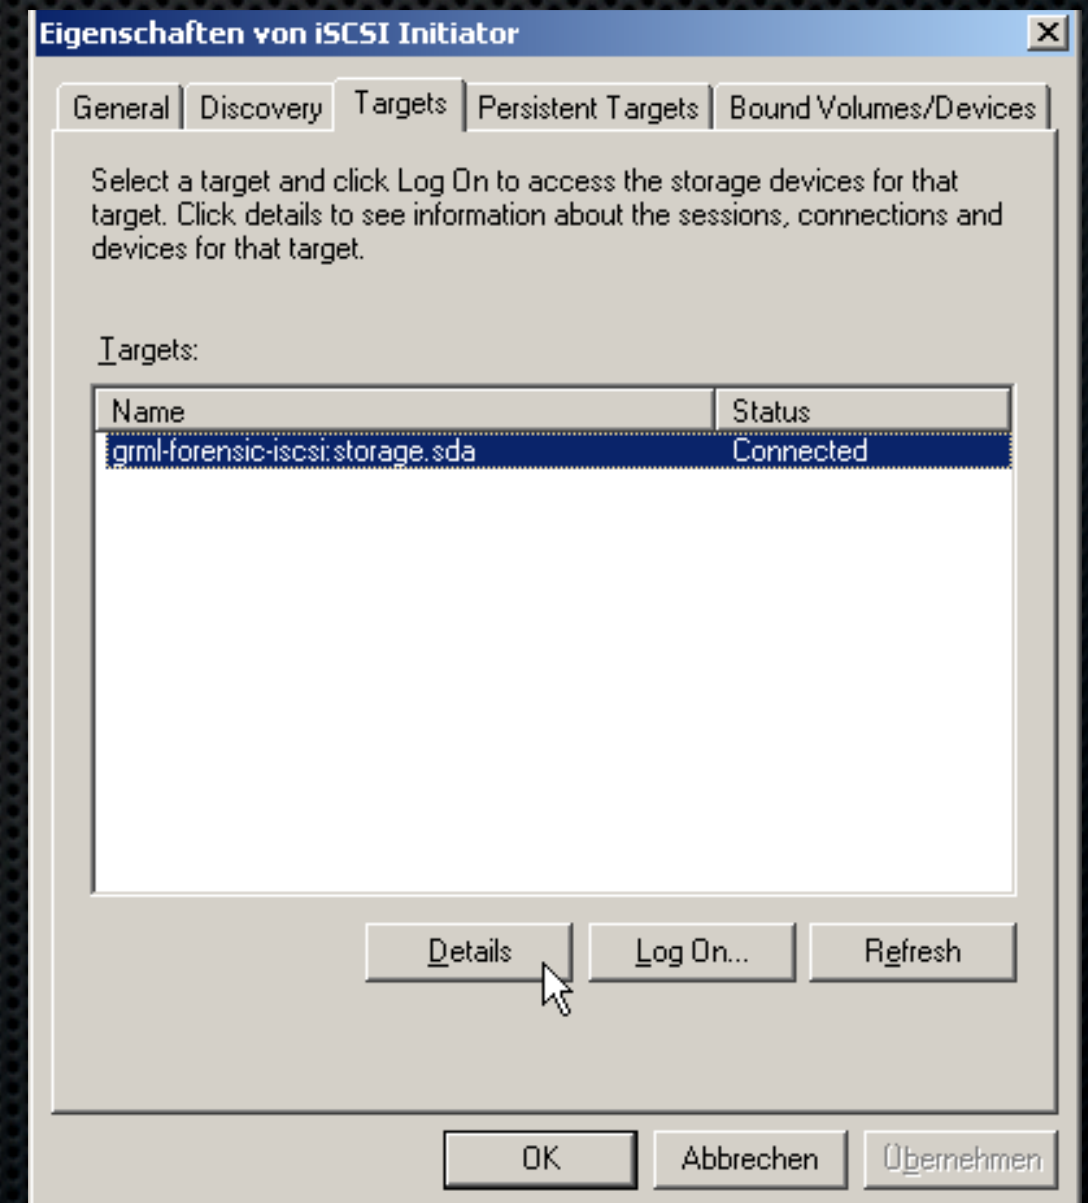 Eigenschaften von iSCSI Initiator
General Discovery Targets Persistent Targets Bound Volumes/Devices
Select a target and click Log On to access the storage devices for that
target. Click details to see information about the sessions, connections and
devices for that target.
Targets:
Name Status
grml-forensic-iscsi:storage.sda Connected
Details Log On... Refresh
OK Abbrechen Übernehmen